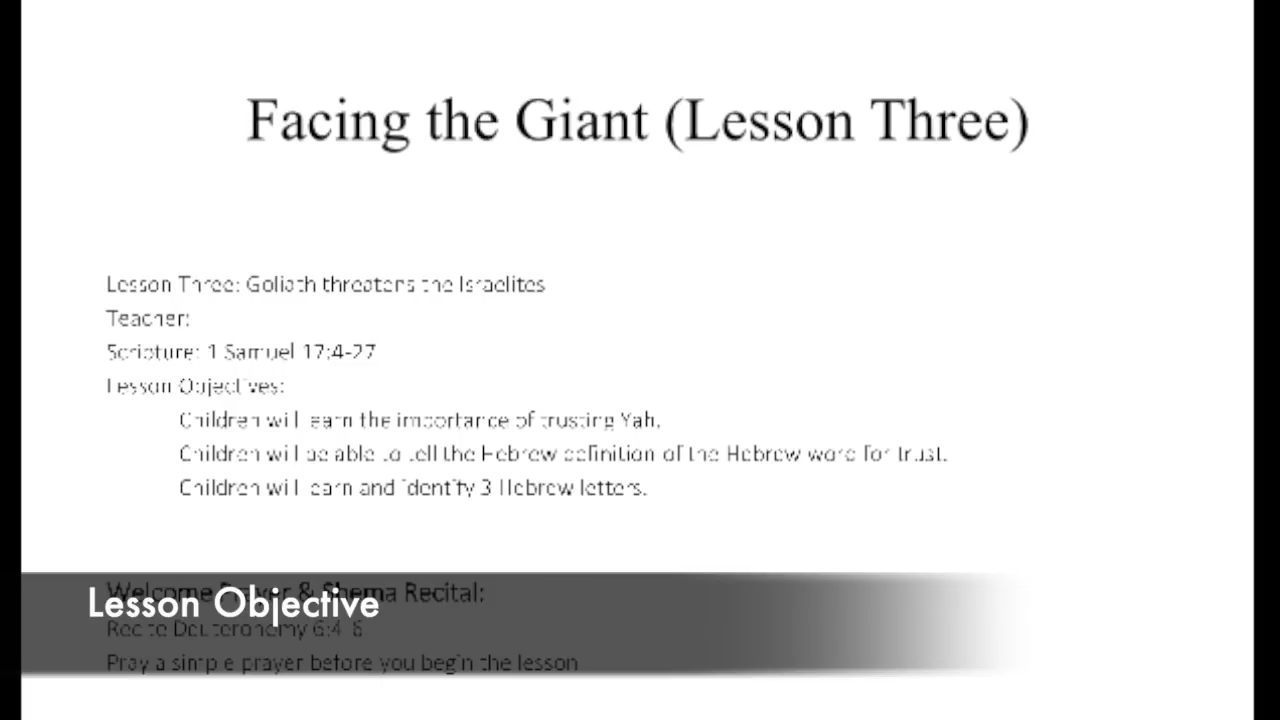 Facing the Giant (Lesson Three)
Lesson Three: Goliath threatens the Israelites
Teacher:
Scripture: 1 Samuel 17:4-27
Lesson Objectives:
Children will learn the importance of trusting Yah.
Children will be able to tell the Hebrew definition of the Hebrew word for trust.
Children will learn and identify 3 Hebrew letters.
Welcome Prayer & Shema Recital:
Lesson Objective
Recite Deuteronomy 6:4-6
Pray a simple prayer before you begin the lesson